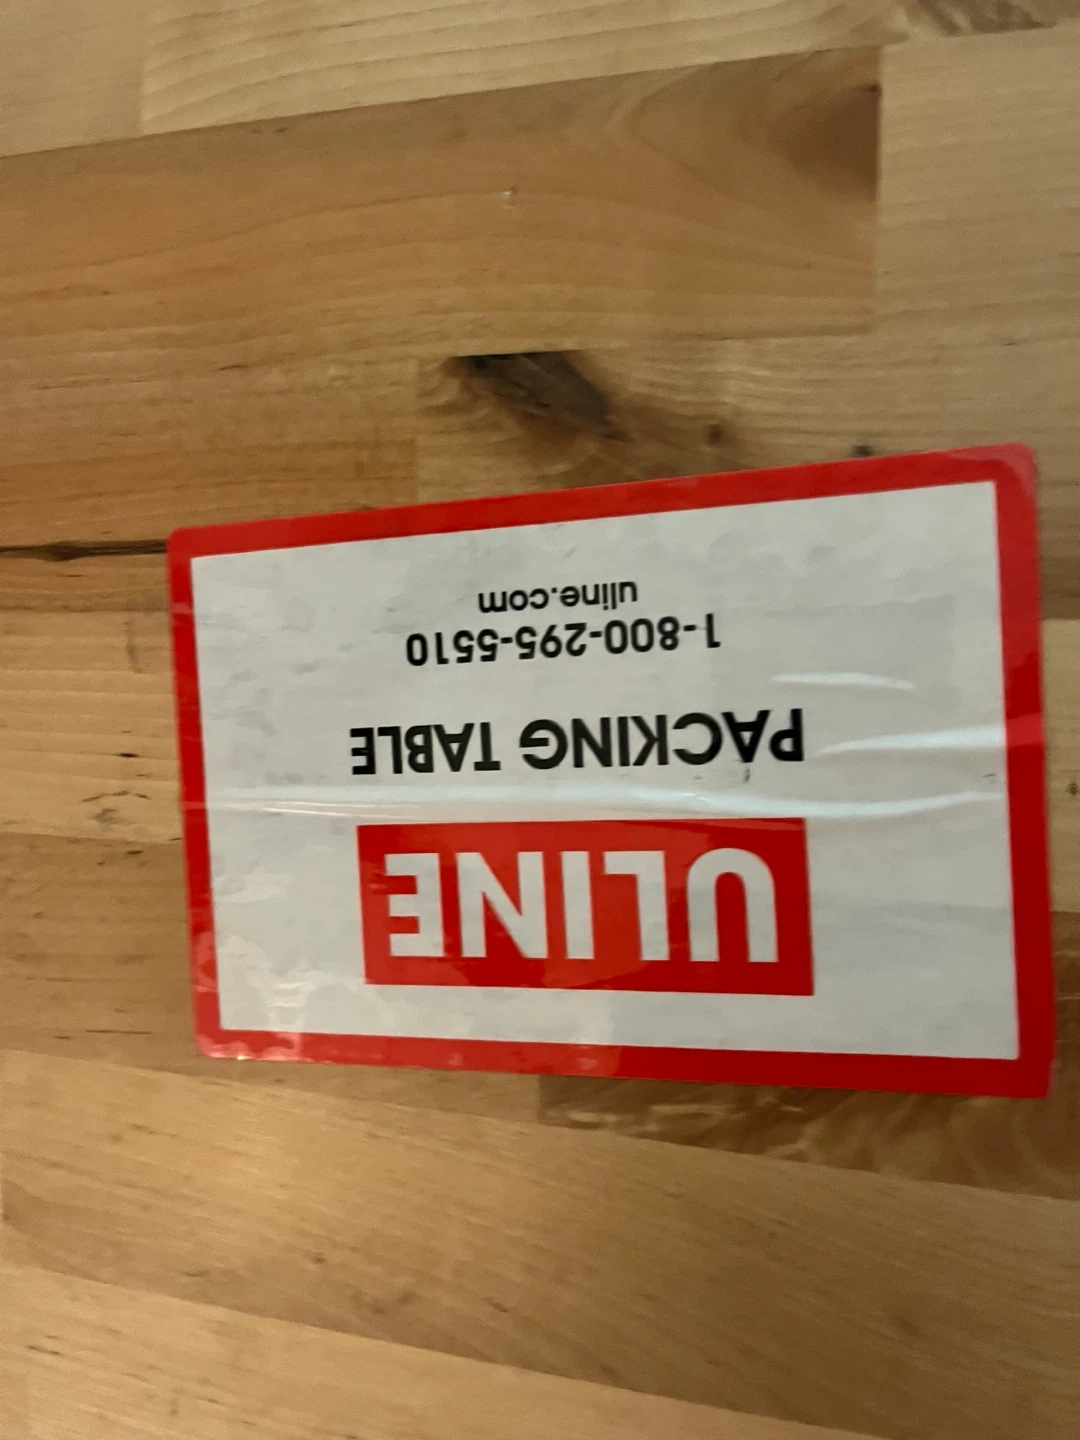 ULINE
PACKING TABLE
1-800-295-5510
uline.com